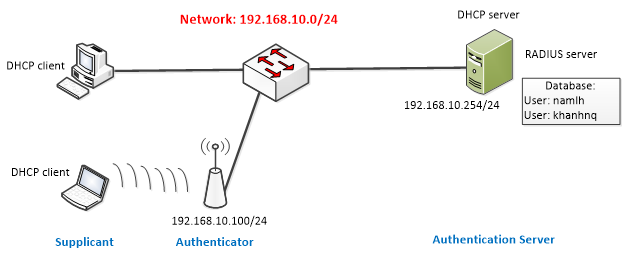 Network: 192.168.10.0/24
DHCP server
DHCP client
RADIUS server
Database:
User: namlh
User: khanhnq
192.168.10.254/24
DHCP client
192.168.10.100/24
Supplicant
Authenticator
Authentication Server